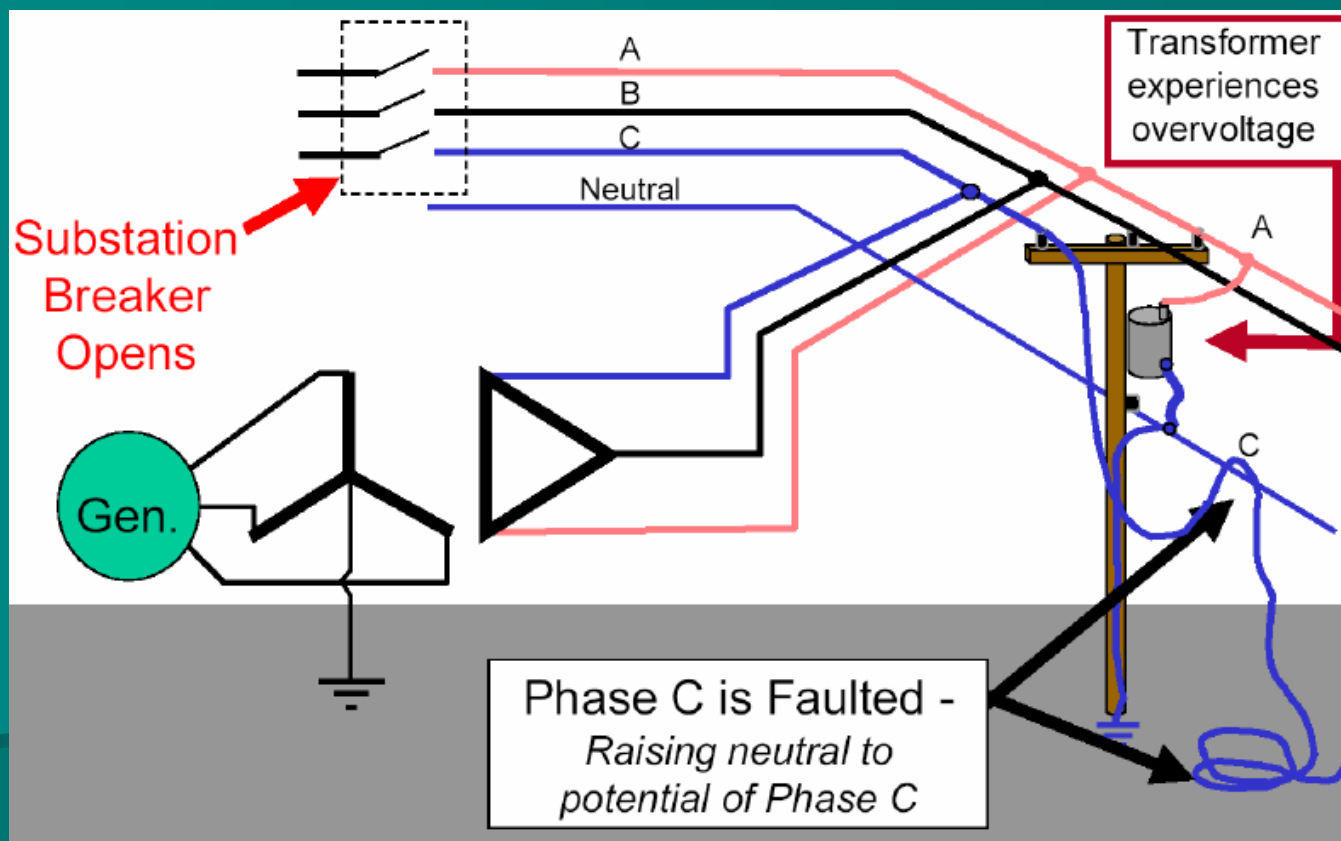 A
Transformer
experiences
overvoltage
B
C
Neutral
A
Substation
Breaker
Opens
C
Gen.
Phase C is Faulted -
Raising neutral to
potential of Phase C